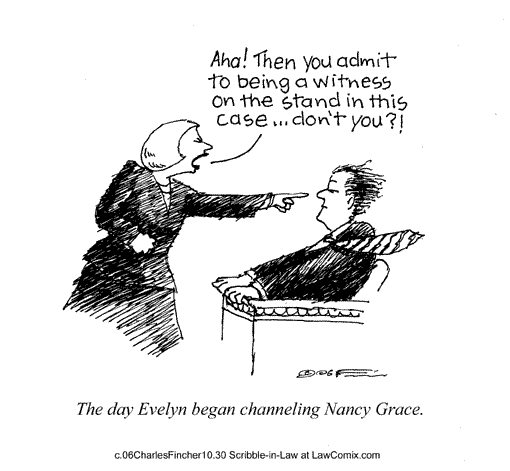 Aha! Then you admit
to being a witness
on the stand in this
case...don't you?!
The day Evelyn began channeling Nancy Grace.
c.06CharlesFincher10.30 Scribble-in-Law at LawComix.com